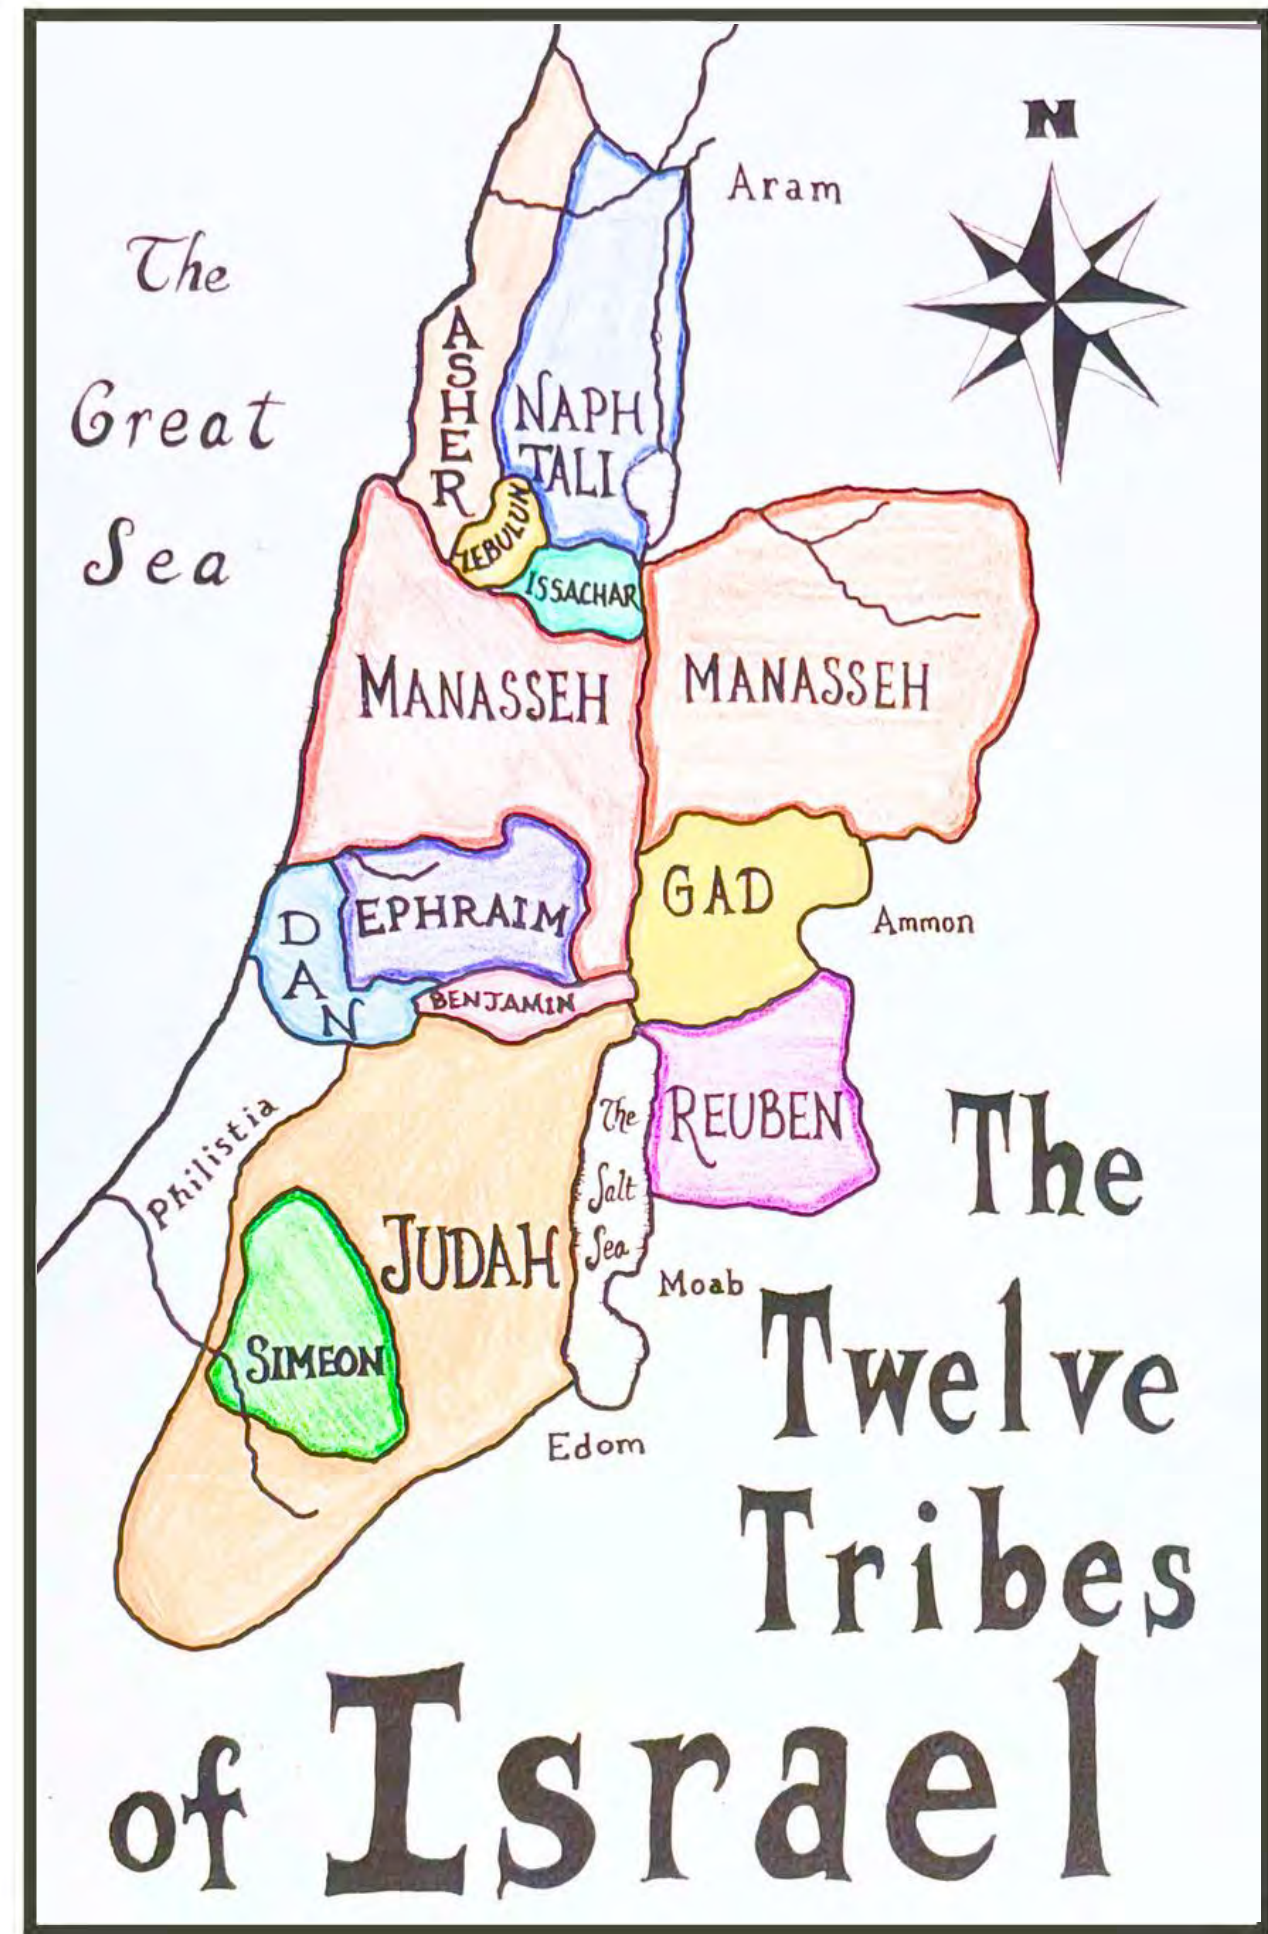 N
Aram
The
Great
Sea
ASHER
NAPH
TALI
ZEBULUN
ISSACHAR
MANASSEH
MANASSEH
GAD
EPHRAIM
DAN
Ammon
BENJAMIN
Philistia
The
Salt
Sea
REUBEN
JUDAH
Moab
SIMEON
Edom
The
Twelve
Tribes
of Israel